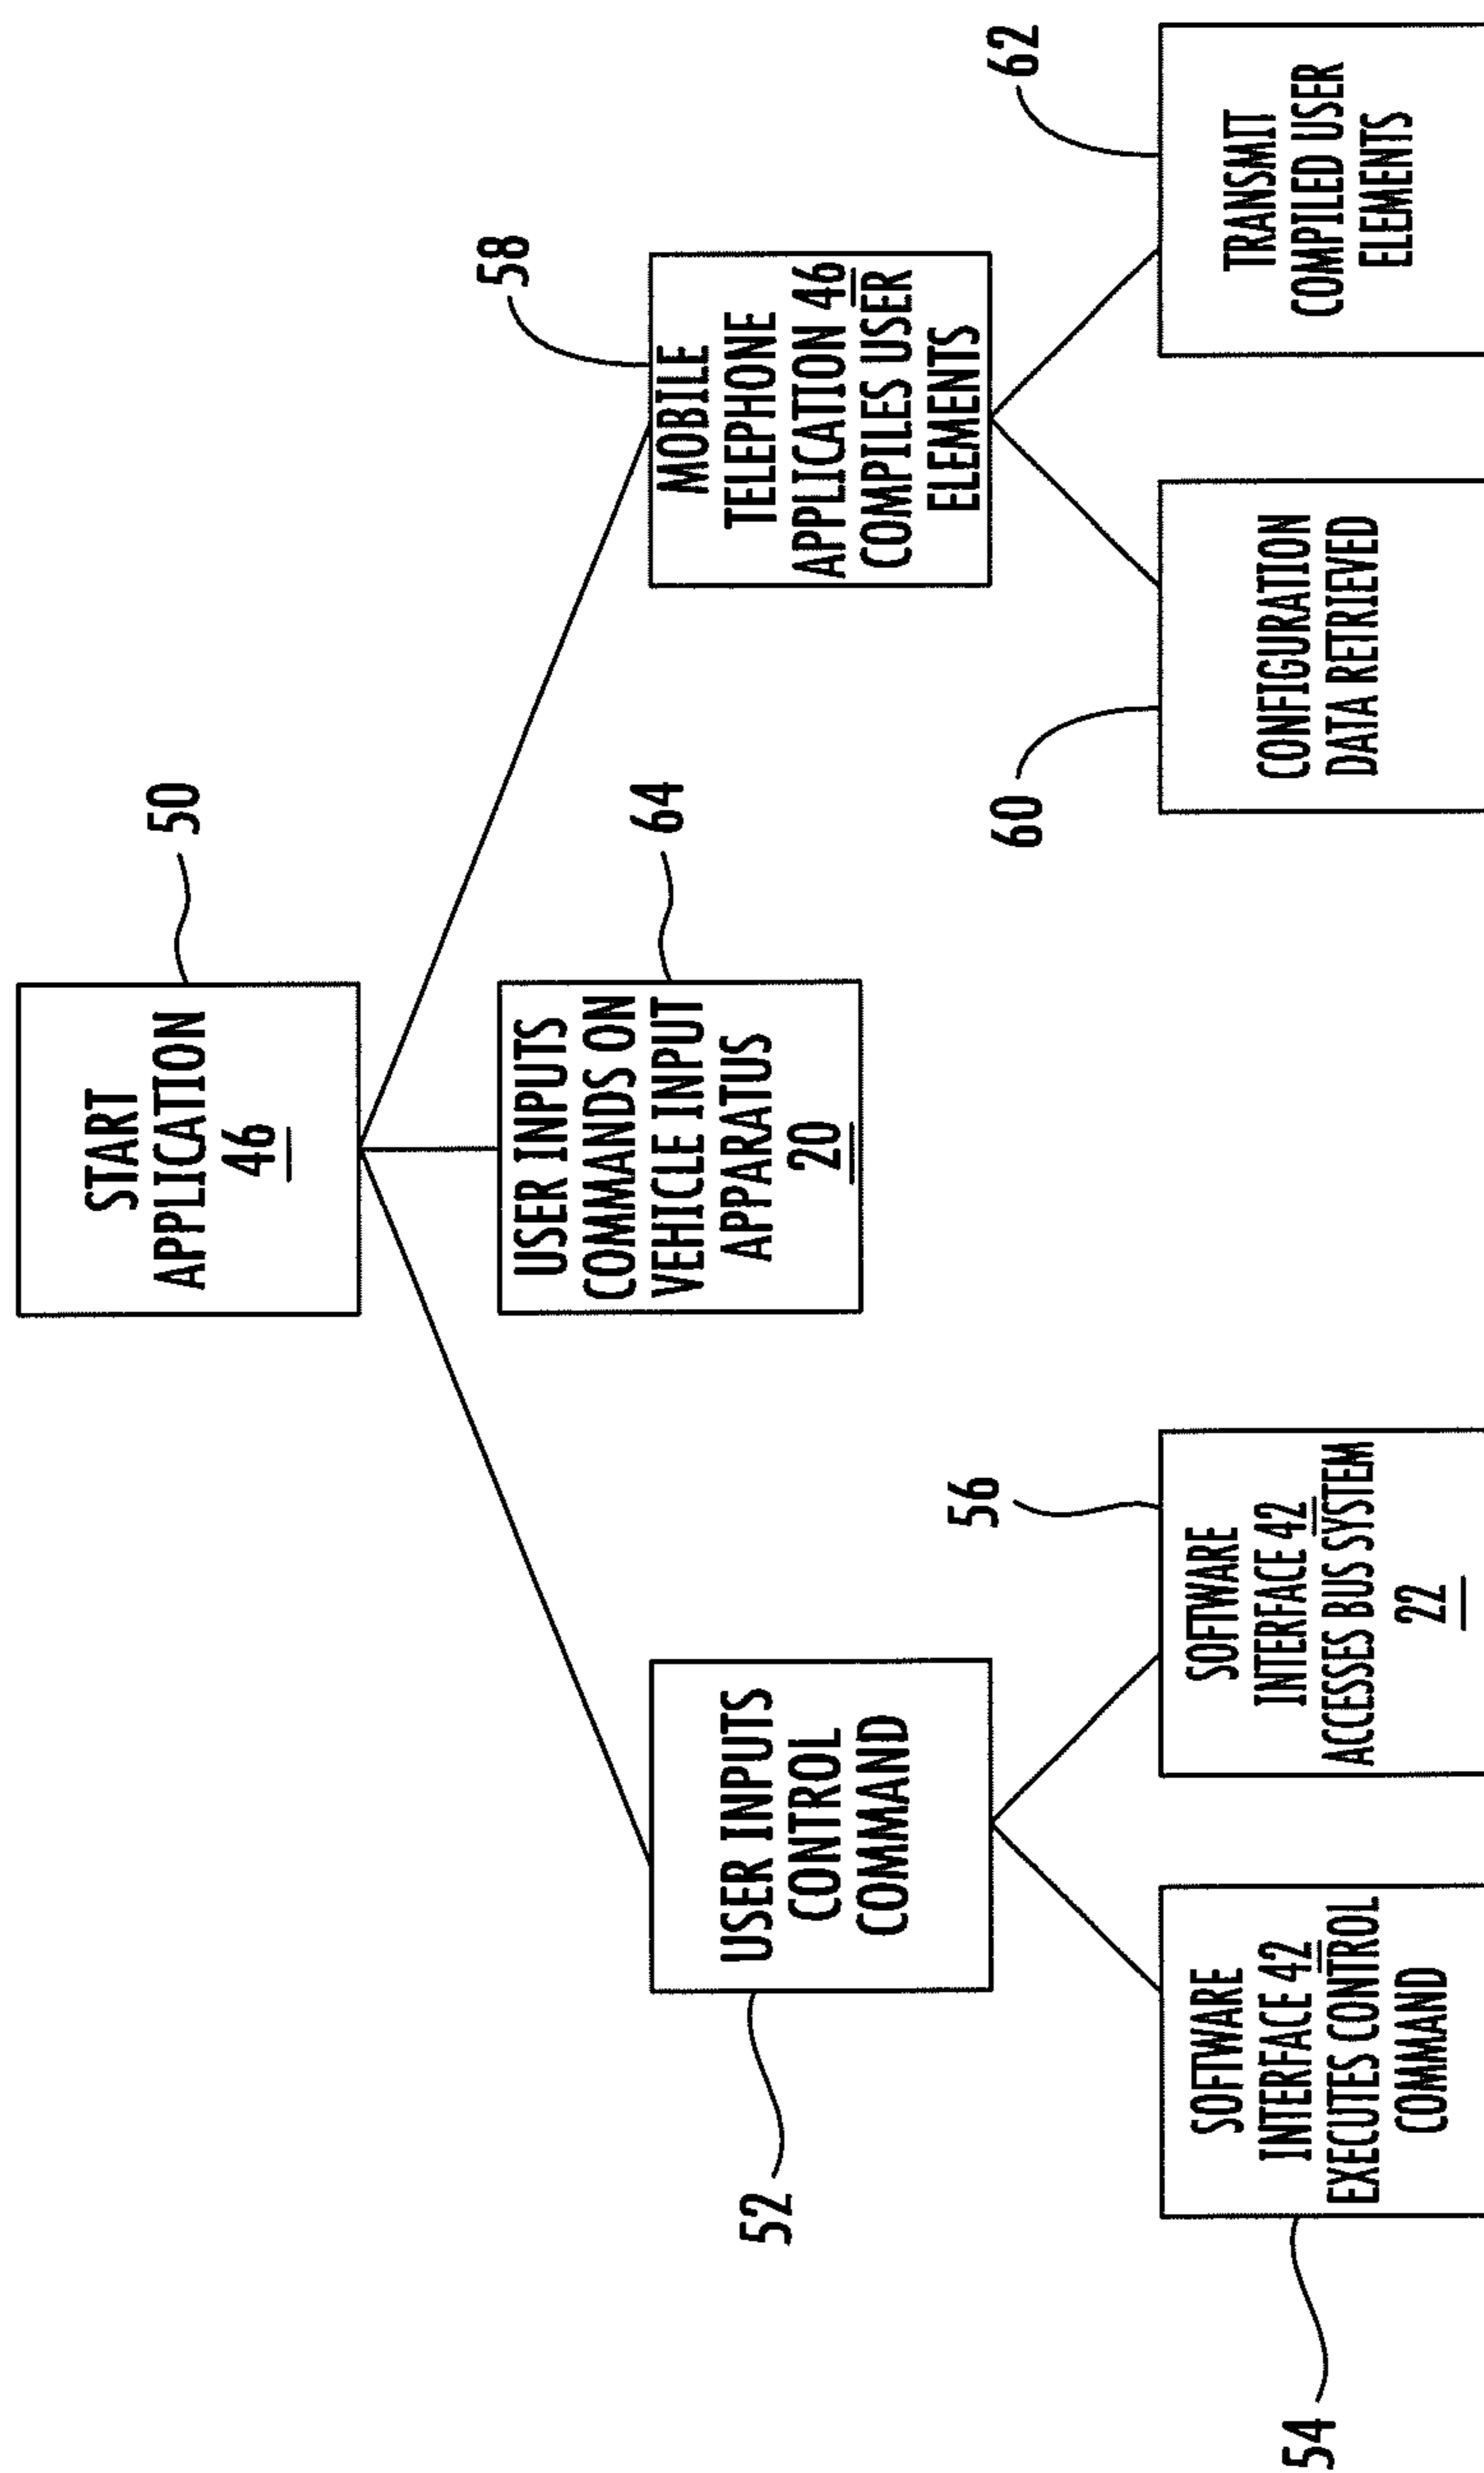 START
APPLICATION
46
50
USER INPUTS
COMMANDS ON
VEHICLE INPUT
APPARATUS
20
64
USER INPUTS
CONTROL
COMMAND
52
MOBILE
TELEPHONE
APPLICATION 46
COMPILES USER
ELEMENTS
58
SOFTWARE
INTERFACE 42
EXECUTES CONTROL
COMMAND
54
SOFTWARE
INTERFACE 42
ACCESSES BUS SYSTEM
22
56
CONFIGURATION
DATA RETRIEVED
60
TRANSMIT
COMPILED USER
ELEMENTS
62